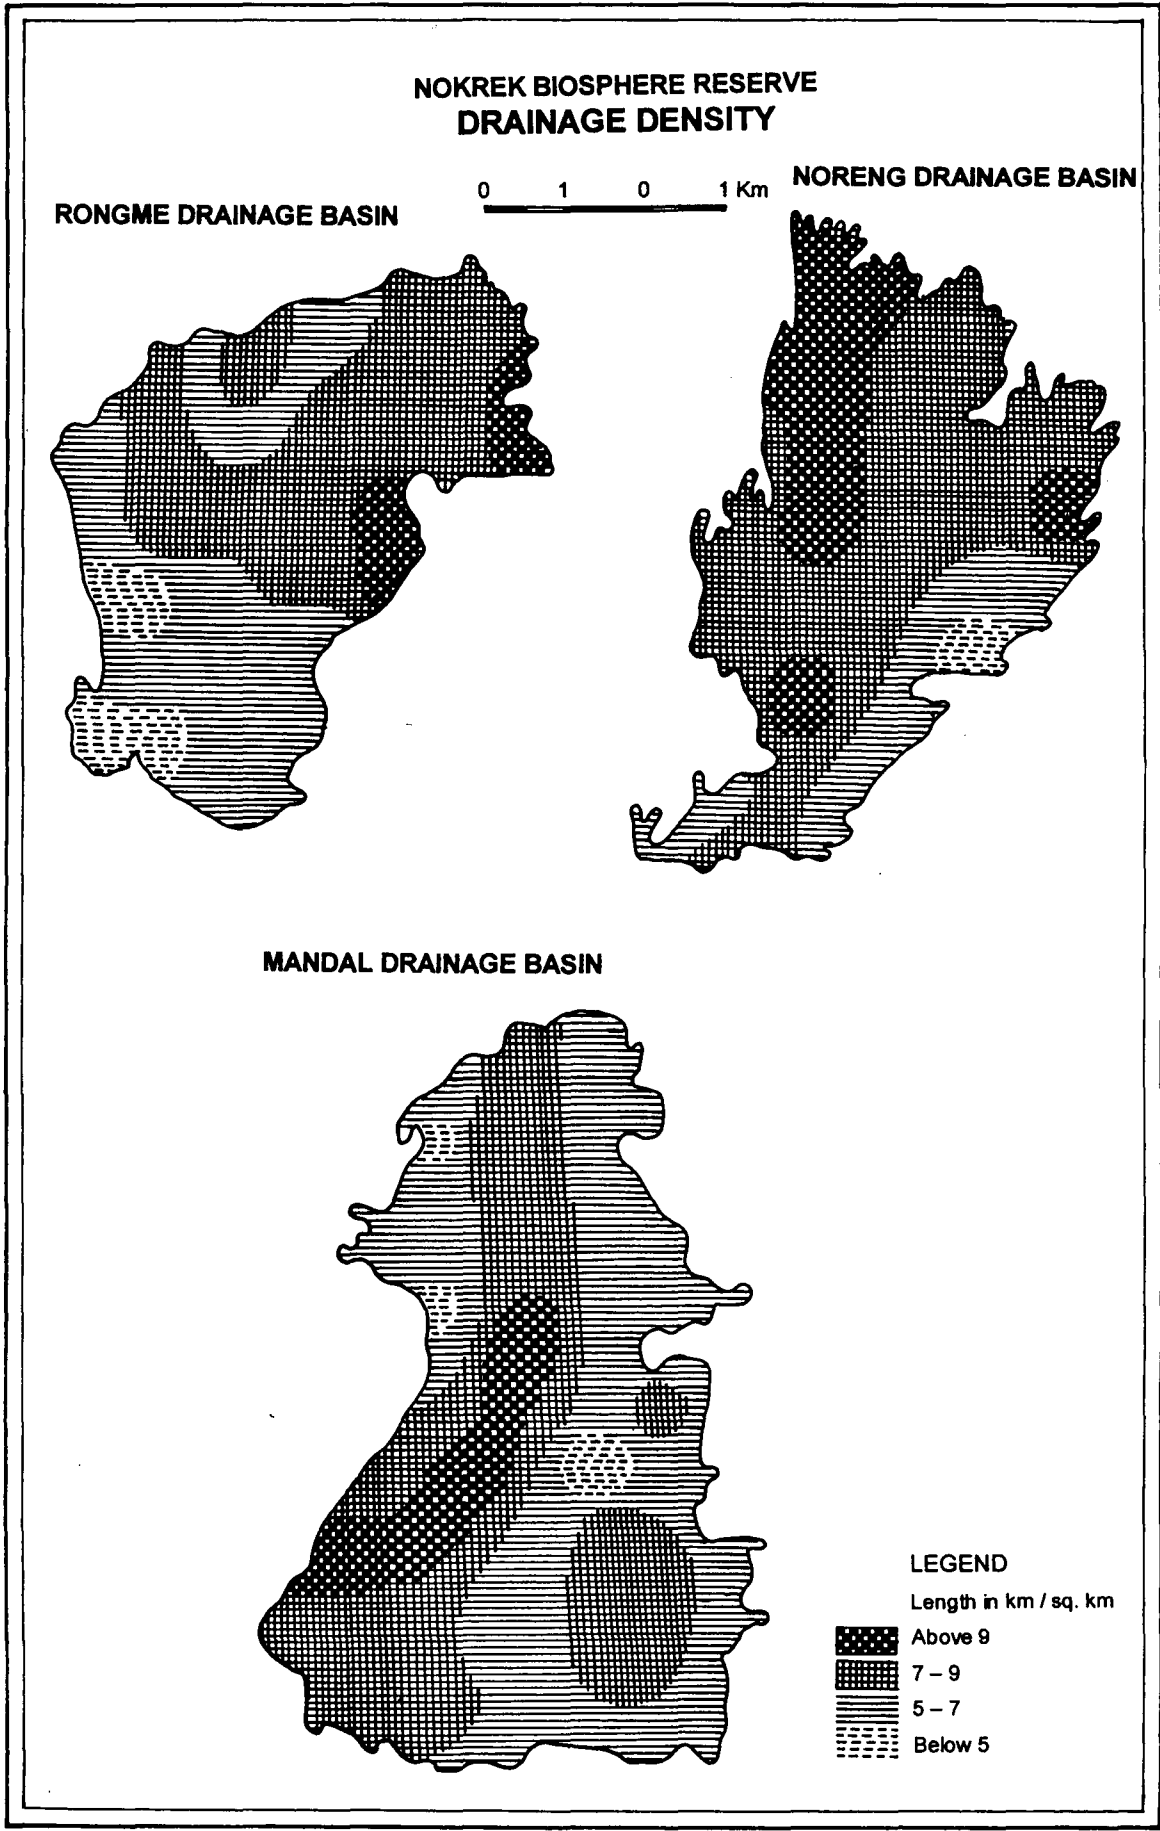 NOKREK BIOSPHERE RESERVE
DRAINAGE DENSITY
0 1 0 1 Km
NORENG DRAINAGE BASIN
RONGME DRAINAGE BASIN
MANDAL DRAINAGE BASIN
LEGEND
Length in km / sq. km
Above 9
7 – 9
5 – 7
Below 5